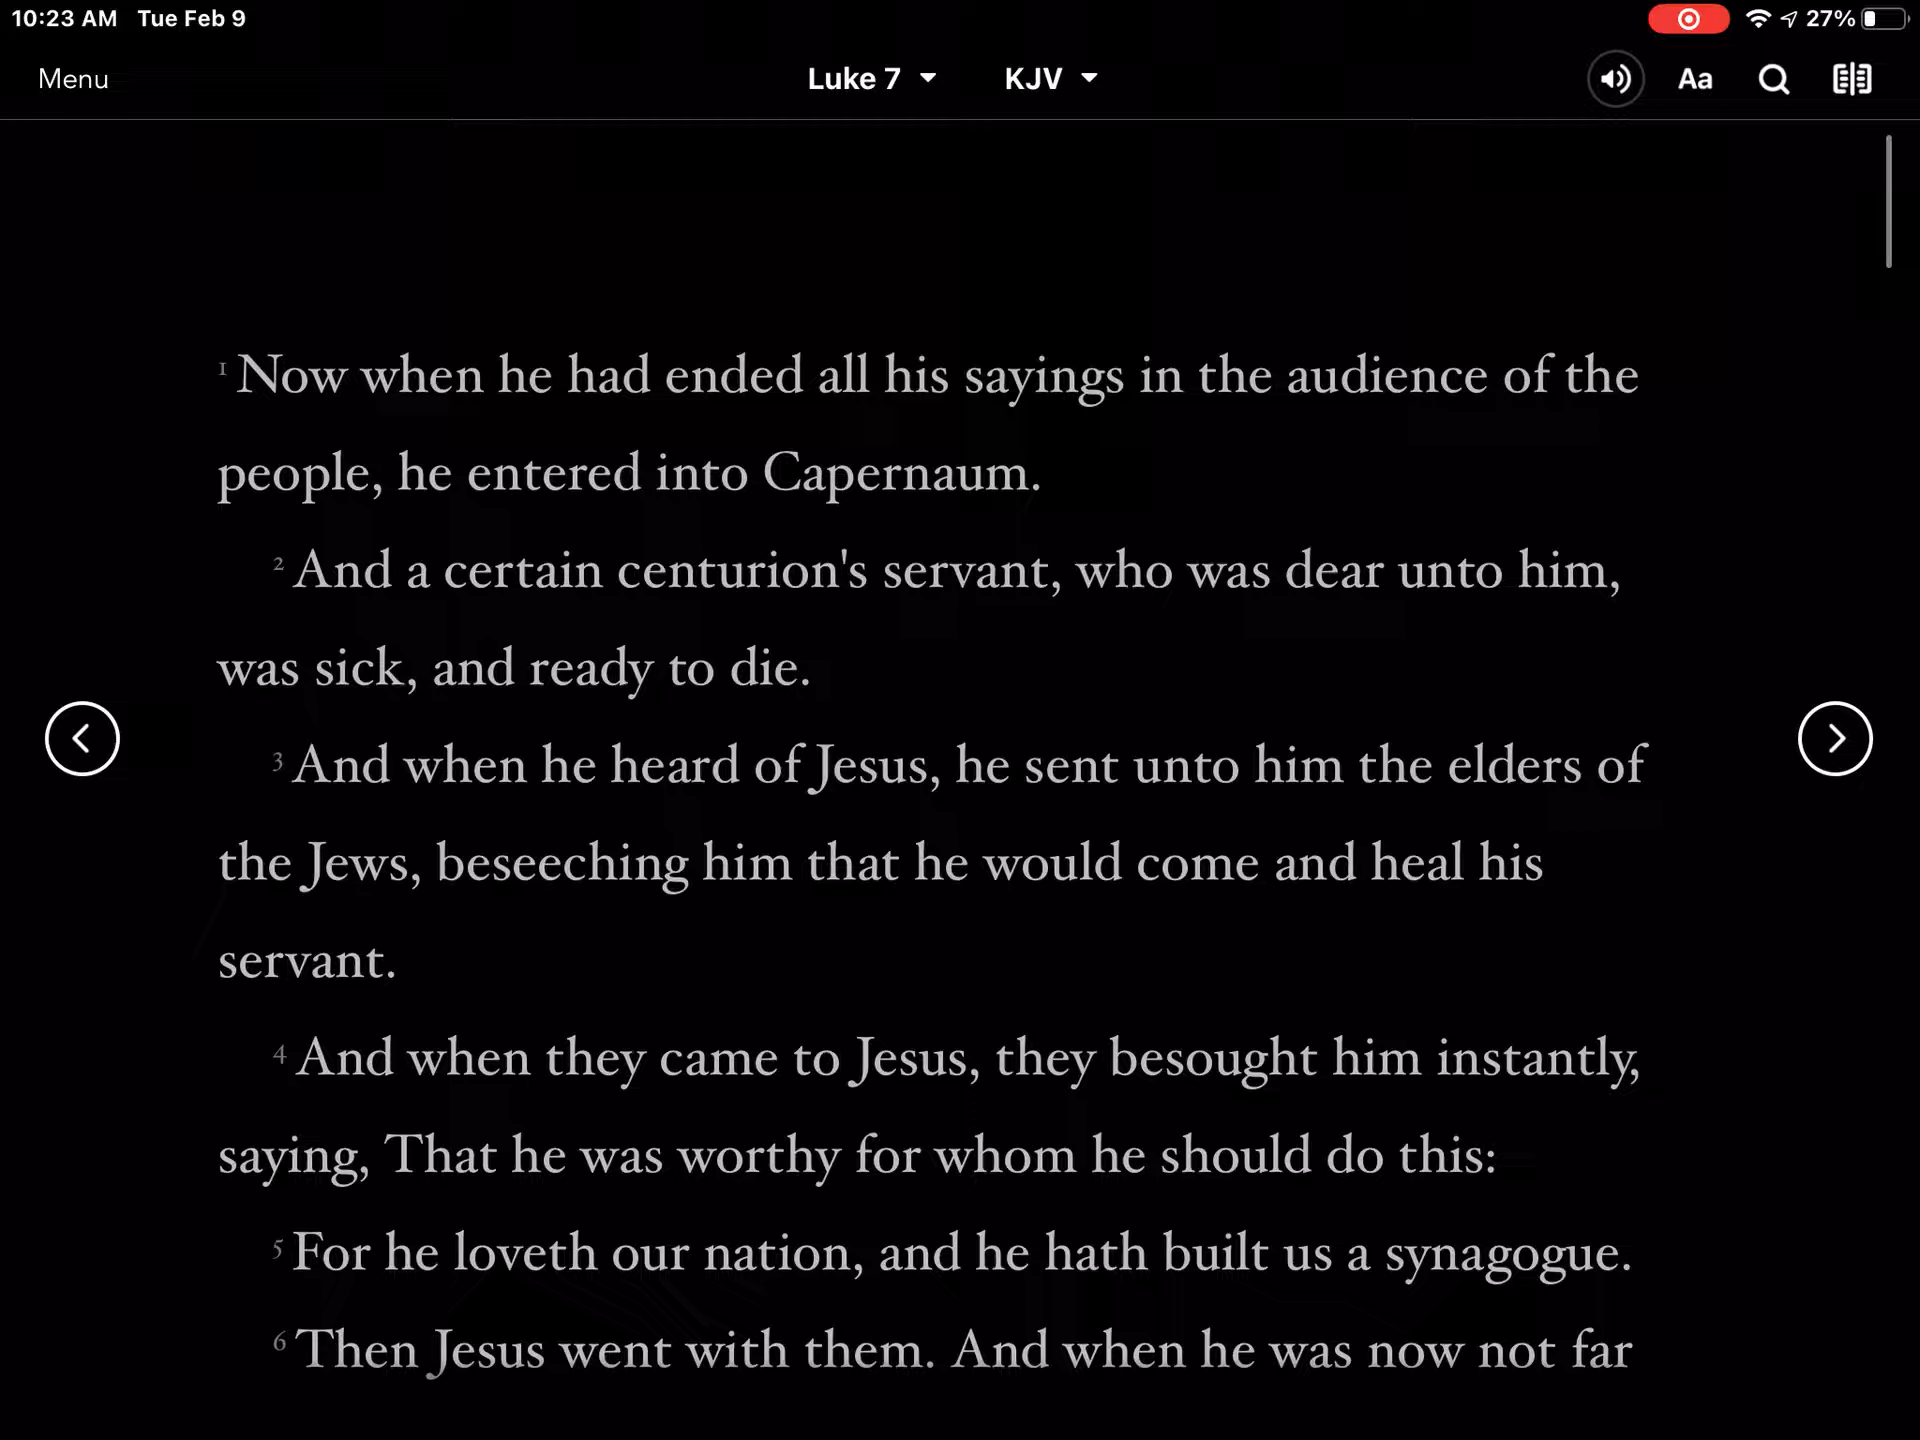 10:23 AM Tue Feb 9 27%
Menu Luke 7 KJV Aa
1 Now when he had ended all his sayings in the audience of the
people, he entered into Capernaum.
2 And a certain centurion's servant, who was dear unto him,
was sick, and ready to die.
3 And when he heard of Jesus, he sent unto him the elders of
the Jews, beseeching him that he would come and heal his
servant.
4 And when they came to Jesus, they besought him instantly,
saying, That he was worthy for whom he should do this:
5 For he loveth our nation, and he hath built us a synagogue.
6 Then Jesus went with them. And when he was now not far